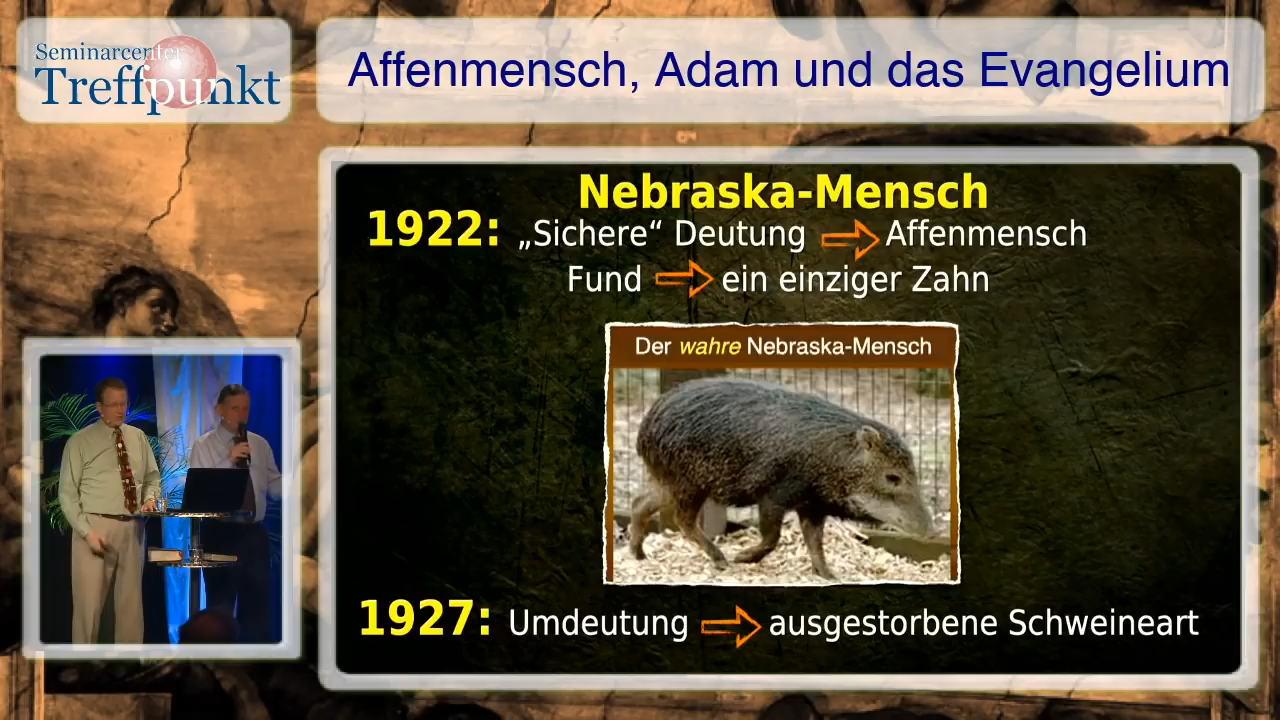 Seminarcenter
Treffpunkt
Affenmensch, Adam und das Evangelium
Nebraska-Mensch
1922: „Sichere“ Deutung Affenmensch
Fund ein einziger Zahn
Der wahre Nebraska-Mensch
1927: Umdeutung ausgestorbene Schweineart